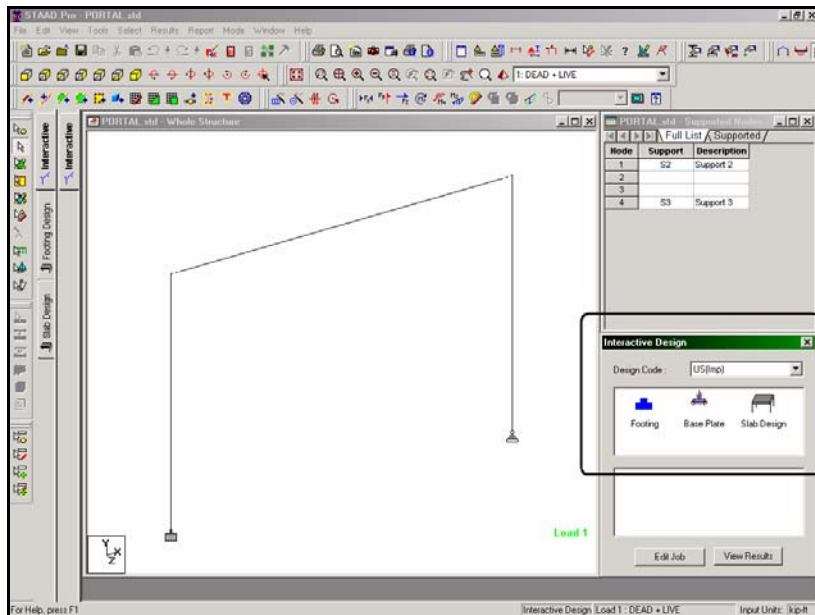 STAAD.Pro - PORTAL.std
File Edit View Tools Select Results Report Mode Window Help
1: DEAD + LIVE
PORTAL.std - Whole Structure
Interactive
Interactive
Footing Design
Slab Design
Load 1
Y
X
Z
PORTAL.std - Supported Nodes
Full List Supported
Node Support Description
1 S2 Support 2
2
3
4 S3 Support 3
Interactive Design
Design Code : US(Imp)
Footing Base Plate Slab Design
Edit Job View Results
For Help, press F1 Interactive Design Load 1 : DEAD + LIVE Input Units: kip-ft